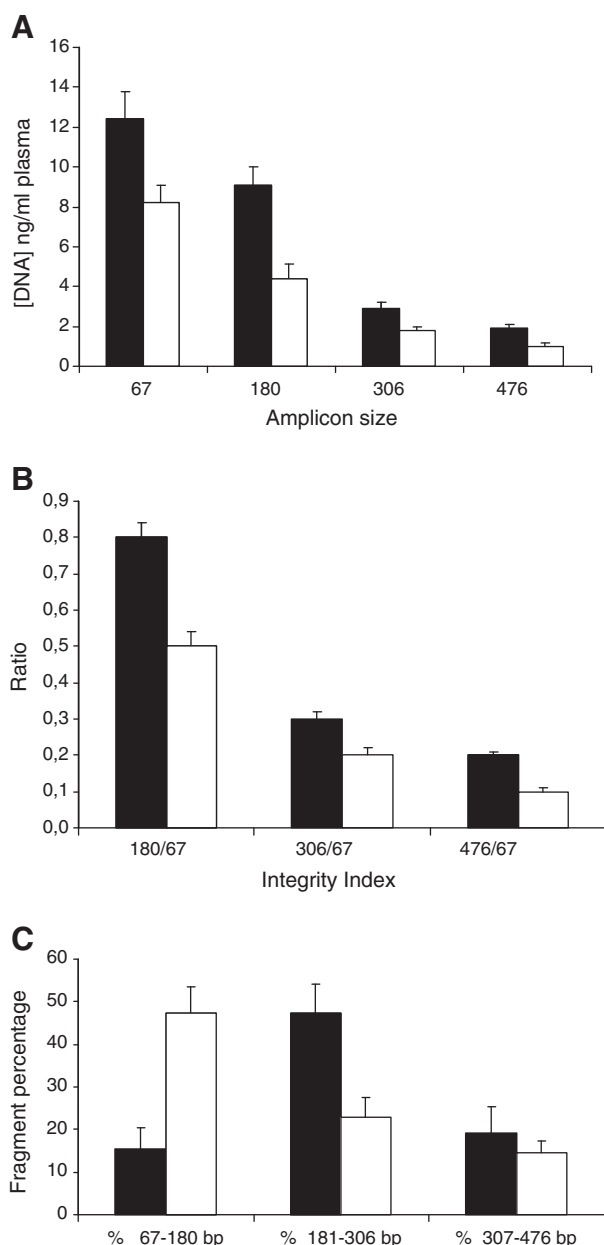 A
16
14
12
10
8
6
4
2
0
[DNA] ng/ml plasma
67 180 306 476
Amplicon size
B
0,9
0,8
0,7
0,6
0,5
0,4
0,3
0,2
0,1
0,0
Ratio
180/67 306/67 476/67
Integrity Index
C
60
50
40
30
20
10
0
Fragment percentage
% 67-180 bp % 181-306 bp % 307-476 bp